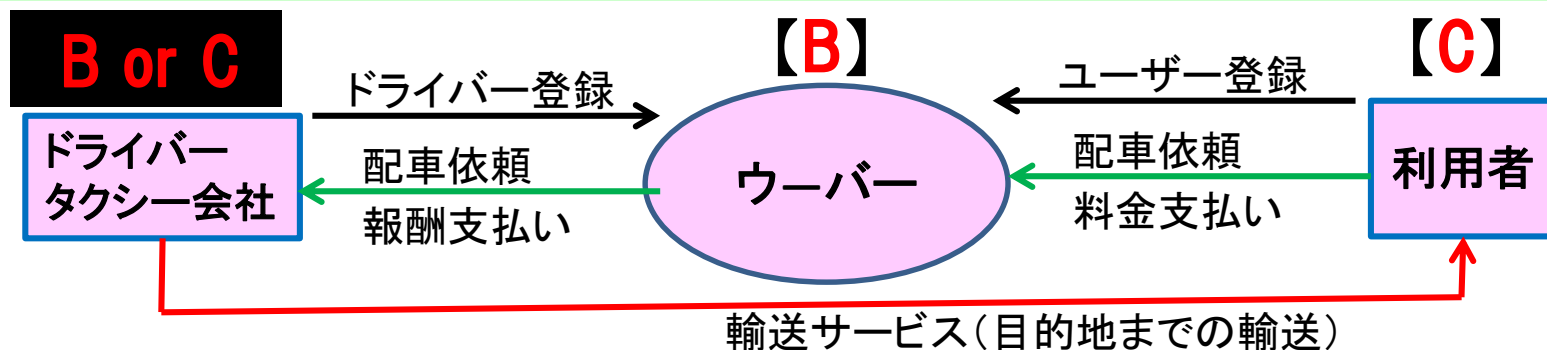 B or C
【B】
【C】
ドライバー登録
ユーザー登録
ドライバー
タクシー会社
配車依頼
報酬支払い
ウーバー
配車依頼
料金支払い
利用者
輸送サービス(目的地までの輸送)